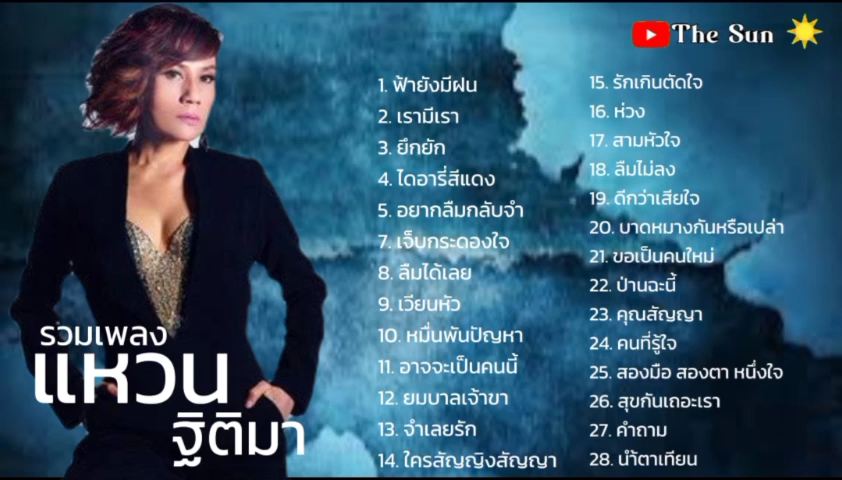 The Sun
1. ฟ้ายังมีฝน
2. เรามีเรา
3. ยึกยัก
4. ไดอารี่สีแดง
5. อยากลืมกลับจำ
7. เจ็บกระดองใจ
8. ลืมได้เลย
9. เวียนหัว
10. หมื่นพันปัญหา
11. อาจจะเป็นคนนี้
12. ยมบาลเจ้าขา
13. จำเลยรัก
14. ใครสัญญิงสัญญา
15. รักเกินตัดใจ
16. ห่วง
17. สามหัวใจ
18. ลืมไม่ลง
19. ดีกว่าเสียใจ
20. บาดหมางกันหรือเปล่า
21. ขอเป็นคนใหม่
22. ป่านฉะนี้
23. คุณสัญญา
24. คนที่รู้ใจ
25. สองมือ สองตา หนึ่งใจ
26. สุขกันเถอะเรา
27. คำถาม
28. น้ำตาเทียน
รวมเพลง
แหวน
ฐิติมา